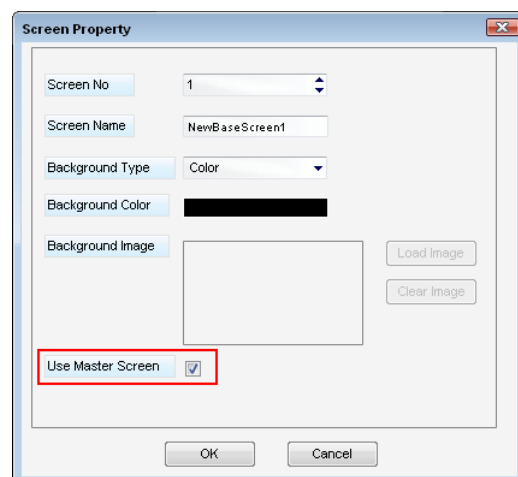 Screen Property
Screen No 1
Screen Name NewBaseScreen1
Background Type Color
Background Color
Background Image
Load Image
Clear Image
Use Master Screen
OK Cancel